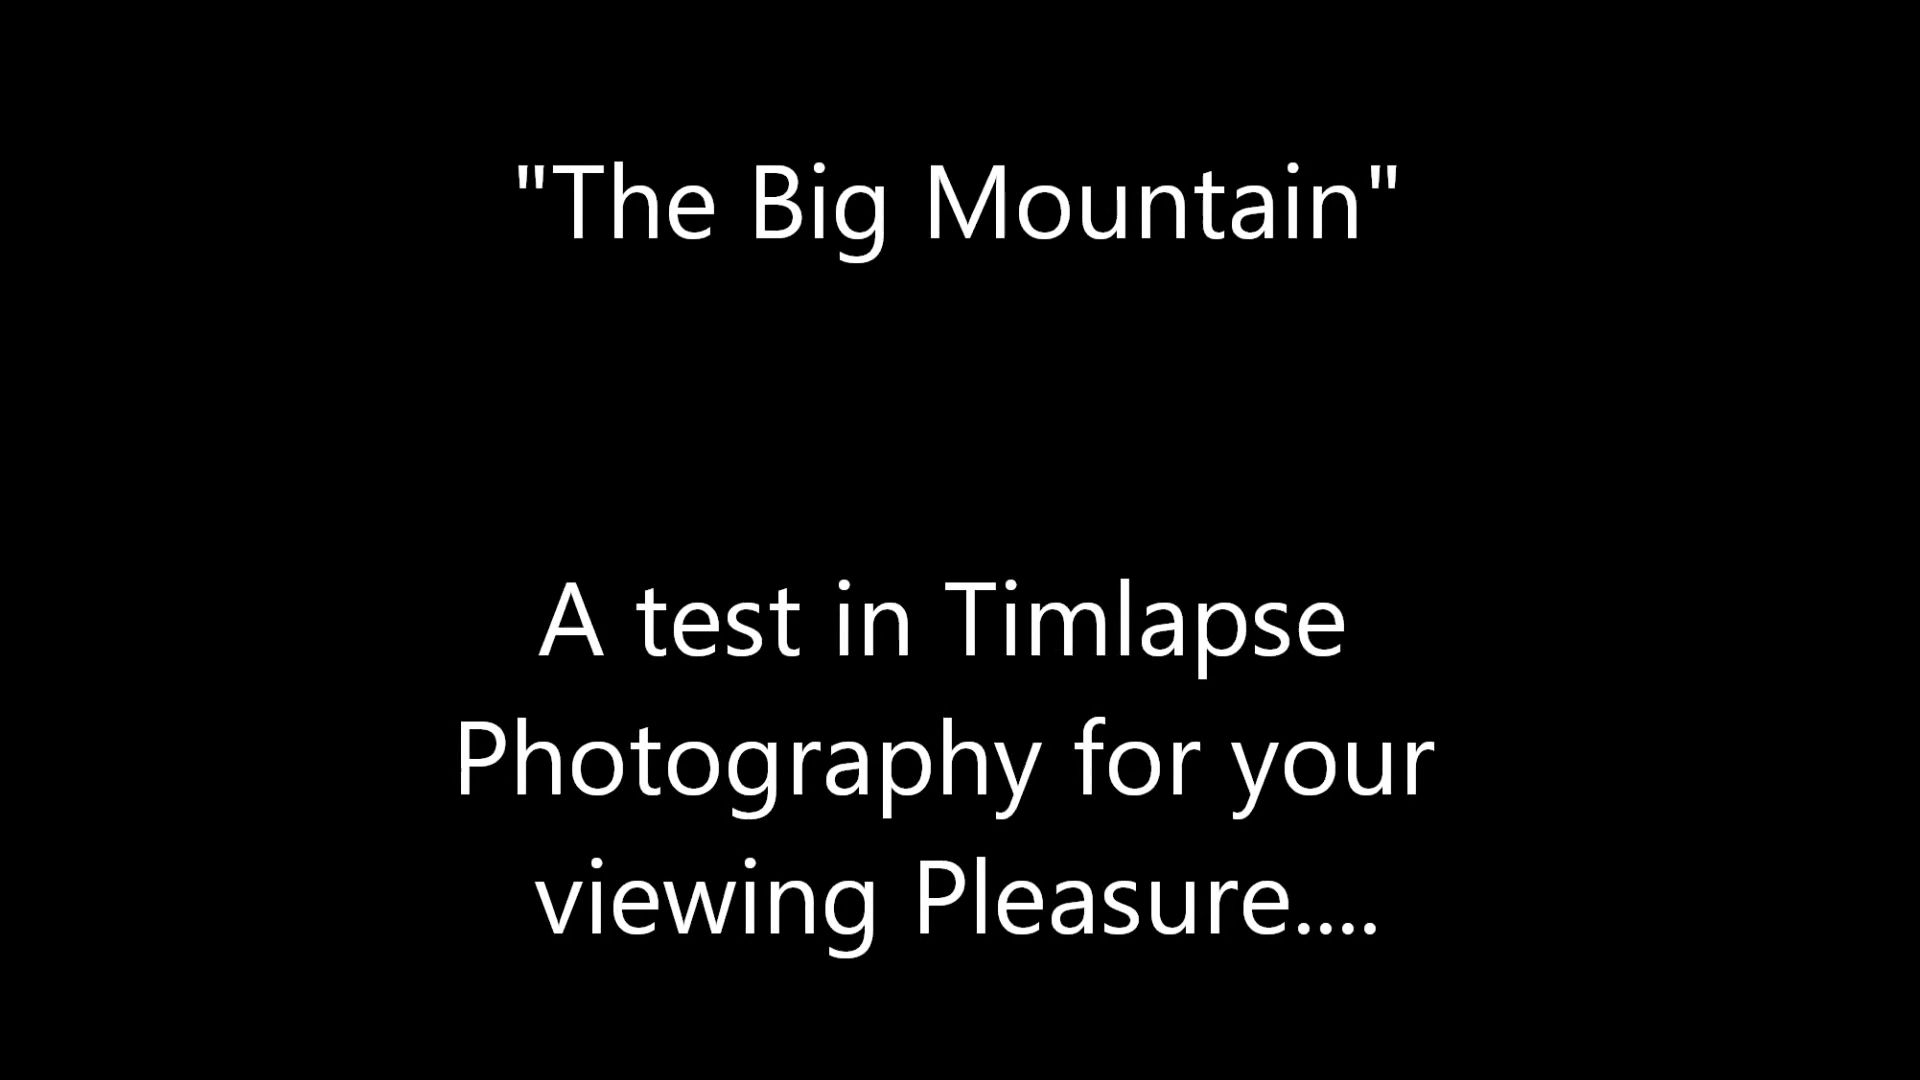 "The Big Mountain"
A test in Timlapse
Photography for your
viewing Pleasure....